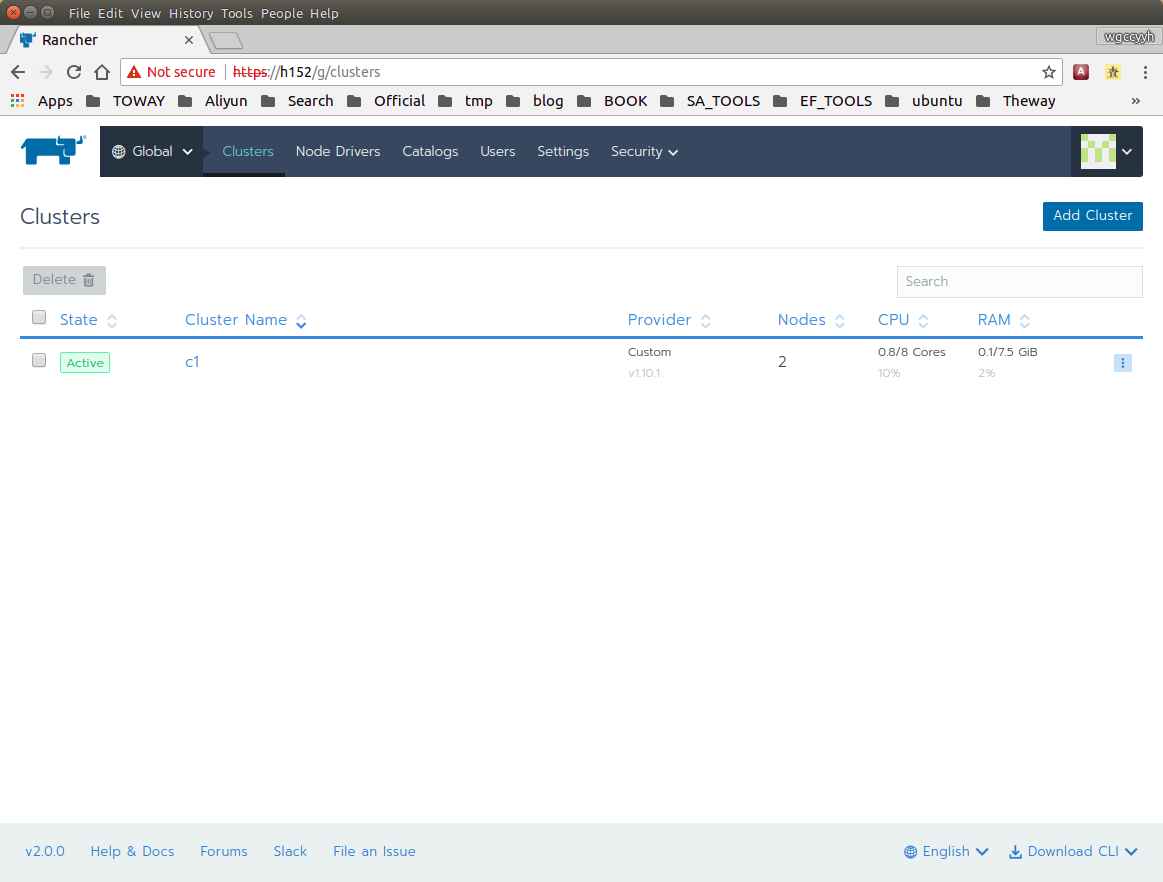 File Edit View History Tools People Help
Rancher
wgccyyh
Not secure https://h152/g/clusters
Apps TOWAY Aliyun Search Official tmp blog BOOK SA_TOOLS EF_TOOLS ubuntu Theway »
Global Clusters Node Drivers Catalogs Users Settings Security
Clusters
Add Cluster
Delete
Search
State Cluster Name Provider Nodes CPU RAM
Active c1 Custom 2 0.8/8 Cores 0.1/7.5 GiB
v1.10.1 10% 2%
v2.0.0 Help & Docs Forums Slack File an Issue English Download CLI